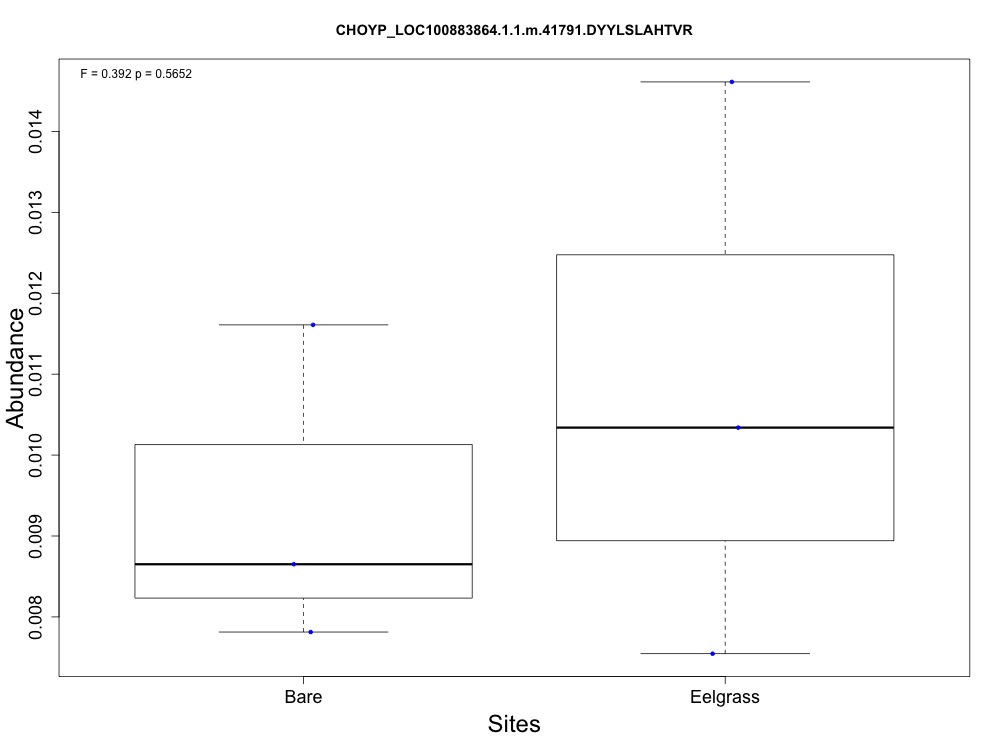 CHOYP_LOC100883864.1.1.m.41791.DYYLSLAHTVR
F = 0.392 p = 0.5652
0.014
0.013
0.012
0.011
0.010
0.009
0.008
Abundance
Bare
Eelgrass
Sites